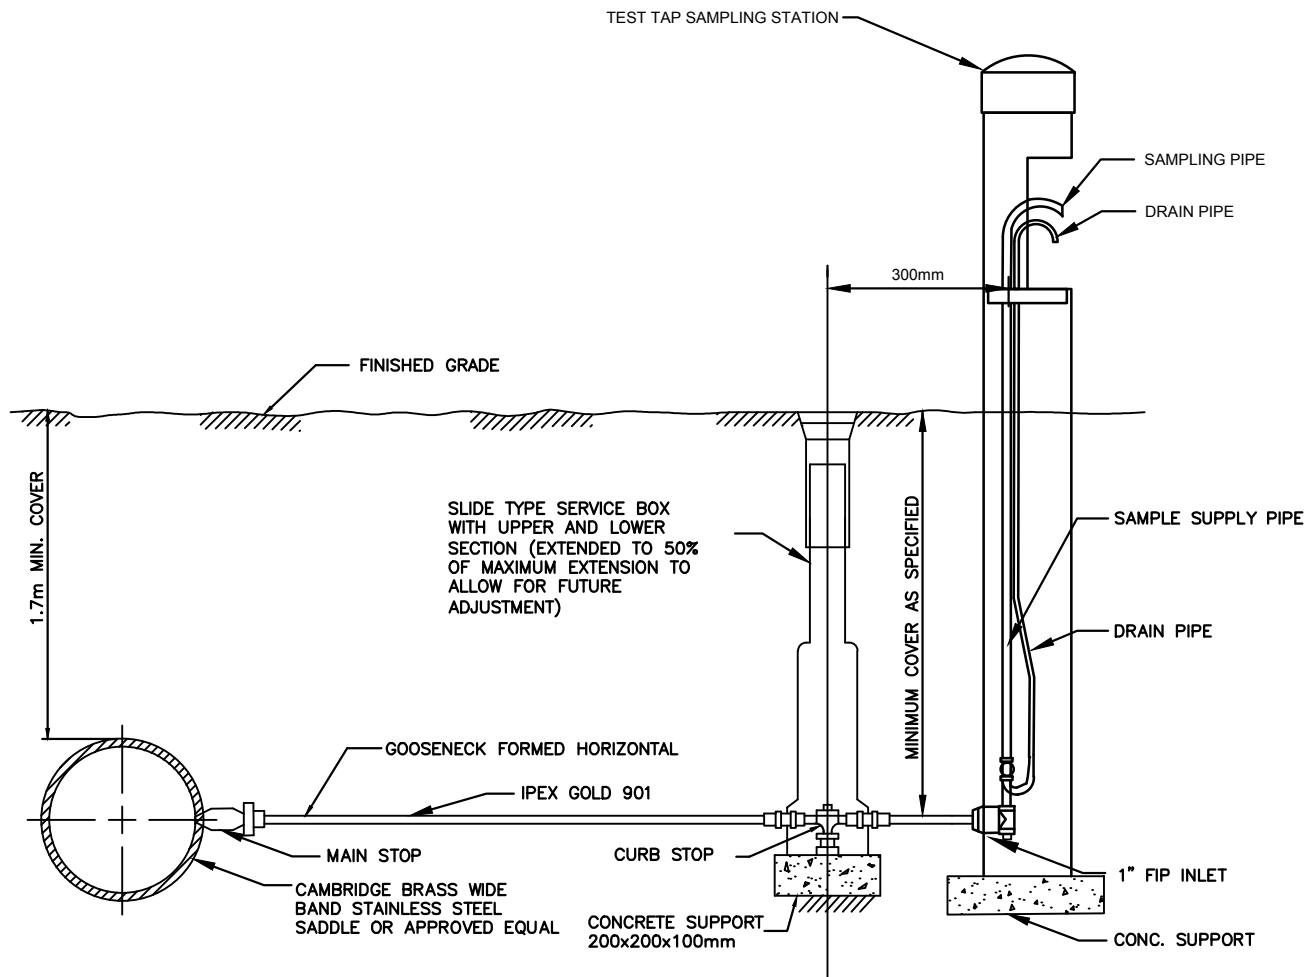 TEST TAP SAMPLING STATION
SAMPLING PIPE
DRAIN PIPE
300mm
FINISHED GRADE
1.7m MIN. COVER
SLIDE TYPE SERVICE BOX
WITH UPPER AND LOWER
SECTION (EXTENDED TO 50%
OF MAXIMUM EXTENSION TO
ALLOW FOR FUTURE
ADJUSTMENT)
MINIMUM COVER AS SPECIFIED
SAMPLE SUPPLY PIPE
DRAIN PIPE
GOOSENECK FORMED HORIZONTAL
IPEX GOLD 901
MAIN STOP
CURB STOP
1" FIP INLET
CAMBRIDGE BRASS WIDE
BAND STAINLESS STEEL
SADDLE OR APPROVED EQUAL
CONCRETE SUPPORT
200x200x100mm
CONC. SUPPORT